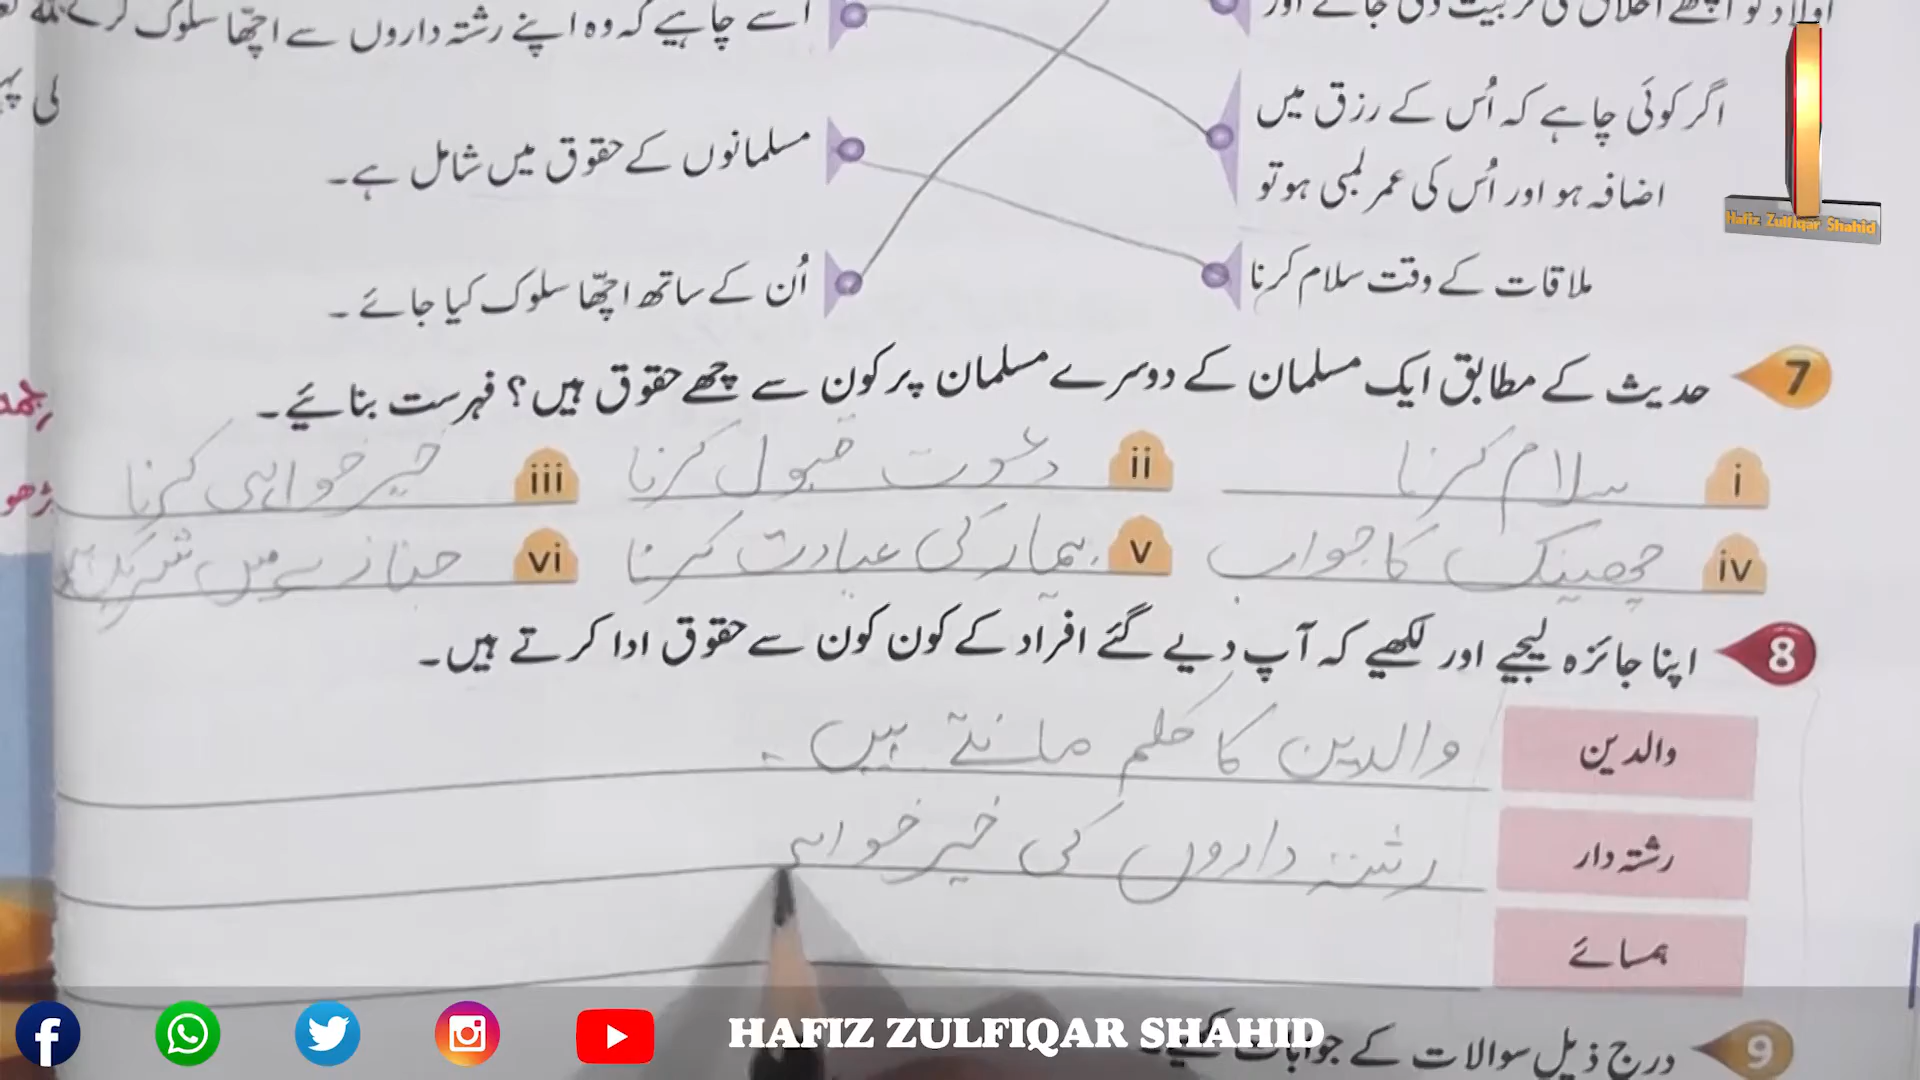 اولاد کو اچھے اخلاق کی تربیت دی جائے اور
اُسے چاہیے کہ وہ اپنے رشتہ داروں سے اچھّا سلوک کرے۔
اگر کوئی چاہے کہ اُس کے رزق میں
اضافہ ہو اور اُس کی عمر لمبی ہو تو
مسلمانوں کے حقوق میں شامل ہے۔
ملاقات کے وقت سلام کرنا
اُن کے ساتھ اچھّا سلوک کیا جائے۔
Hafiz Zulfiqar Shahid
7 حدیث کے مطابق ایک مسلمان کے دوسرے مسلمان پر کون سے چھے حقوق ہیں؟ فہرست بنائیے۔
i سلام کرنا ii دعوت قبول کرنا iii خیر خواہی کرنا
iv چھینک کا جواب v بیمار کی عیادت کرنا vi جنازے میں شریک
8 اپنا جائزہ لیجیے اور لکھیے کہ آپ دیے گئے افراد کے کون کون سے حقوق ادا کرتے ہیں۔
والدین والدین کا حکم مانتے ہیں۔
رشتہ دار رشتہ داروں کی خیر خواہی
ہمسائے
9 درج ذیل سوالات کے جوابات
HAFIZ ZULFIQAR SHAHID